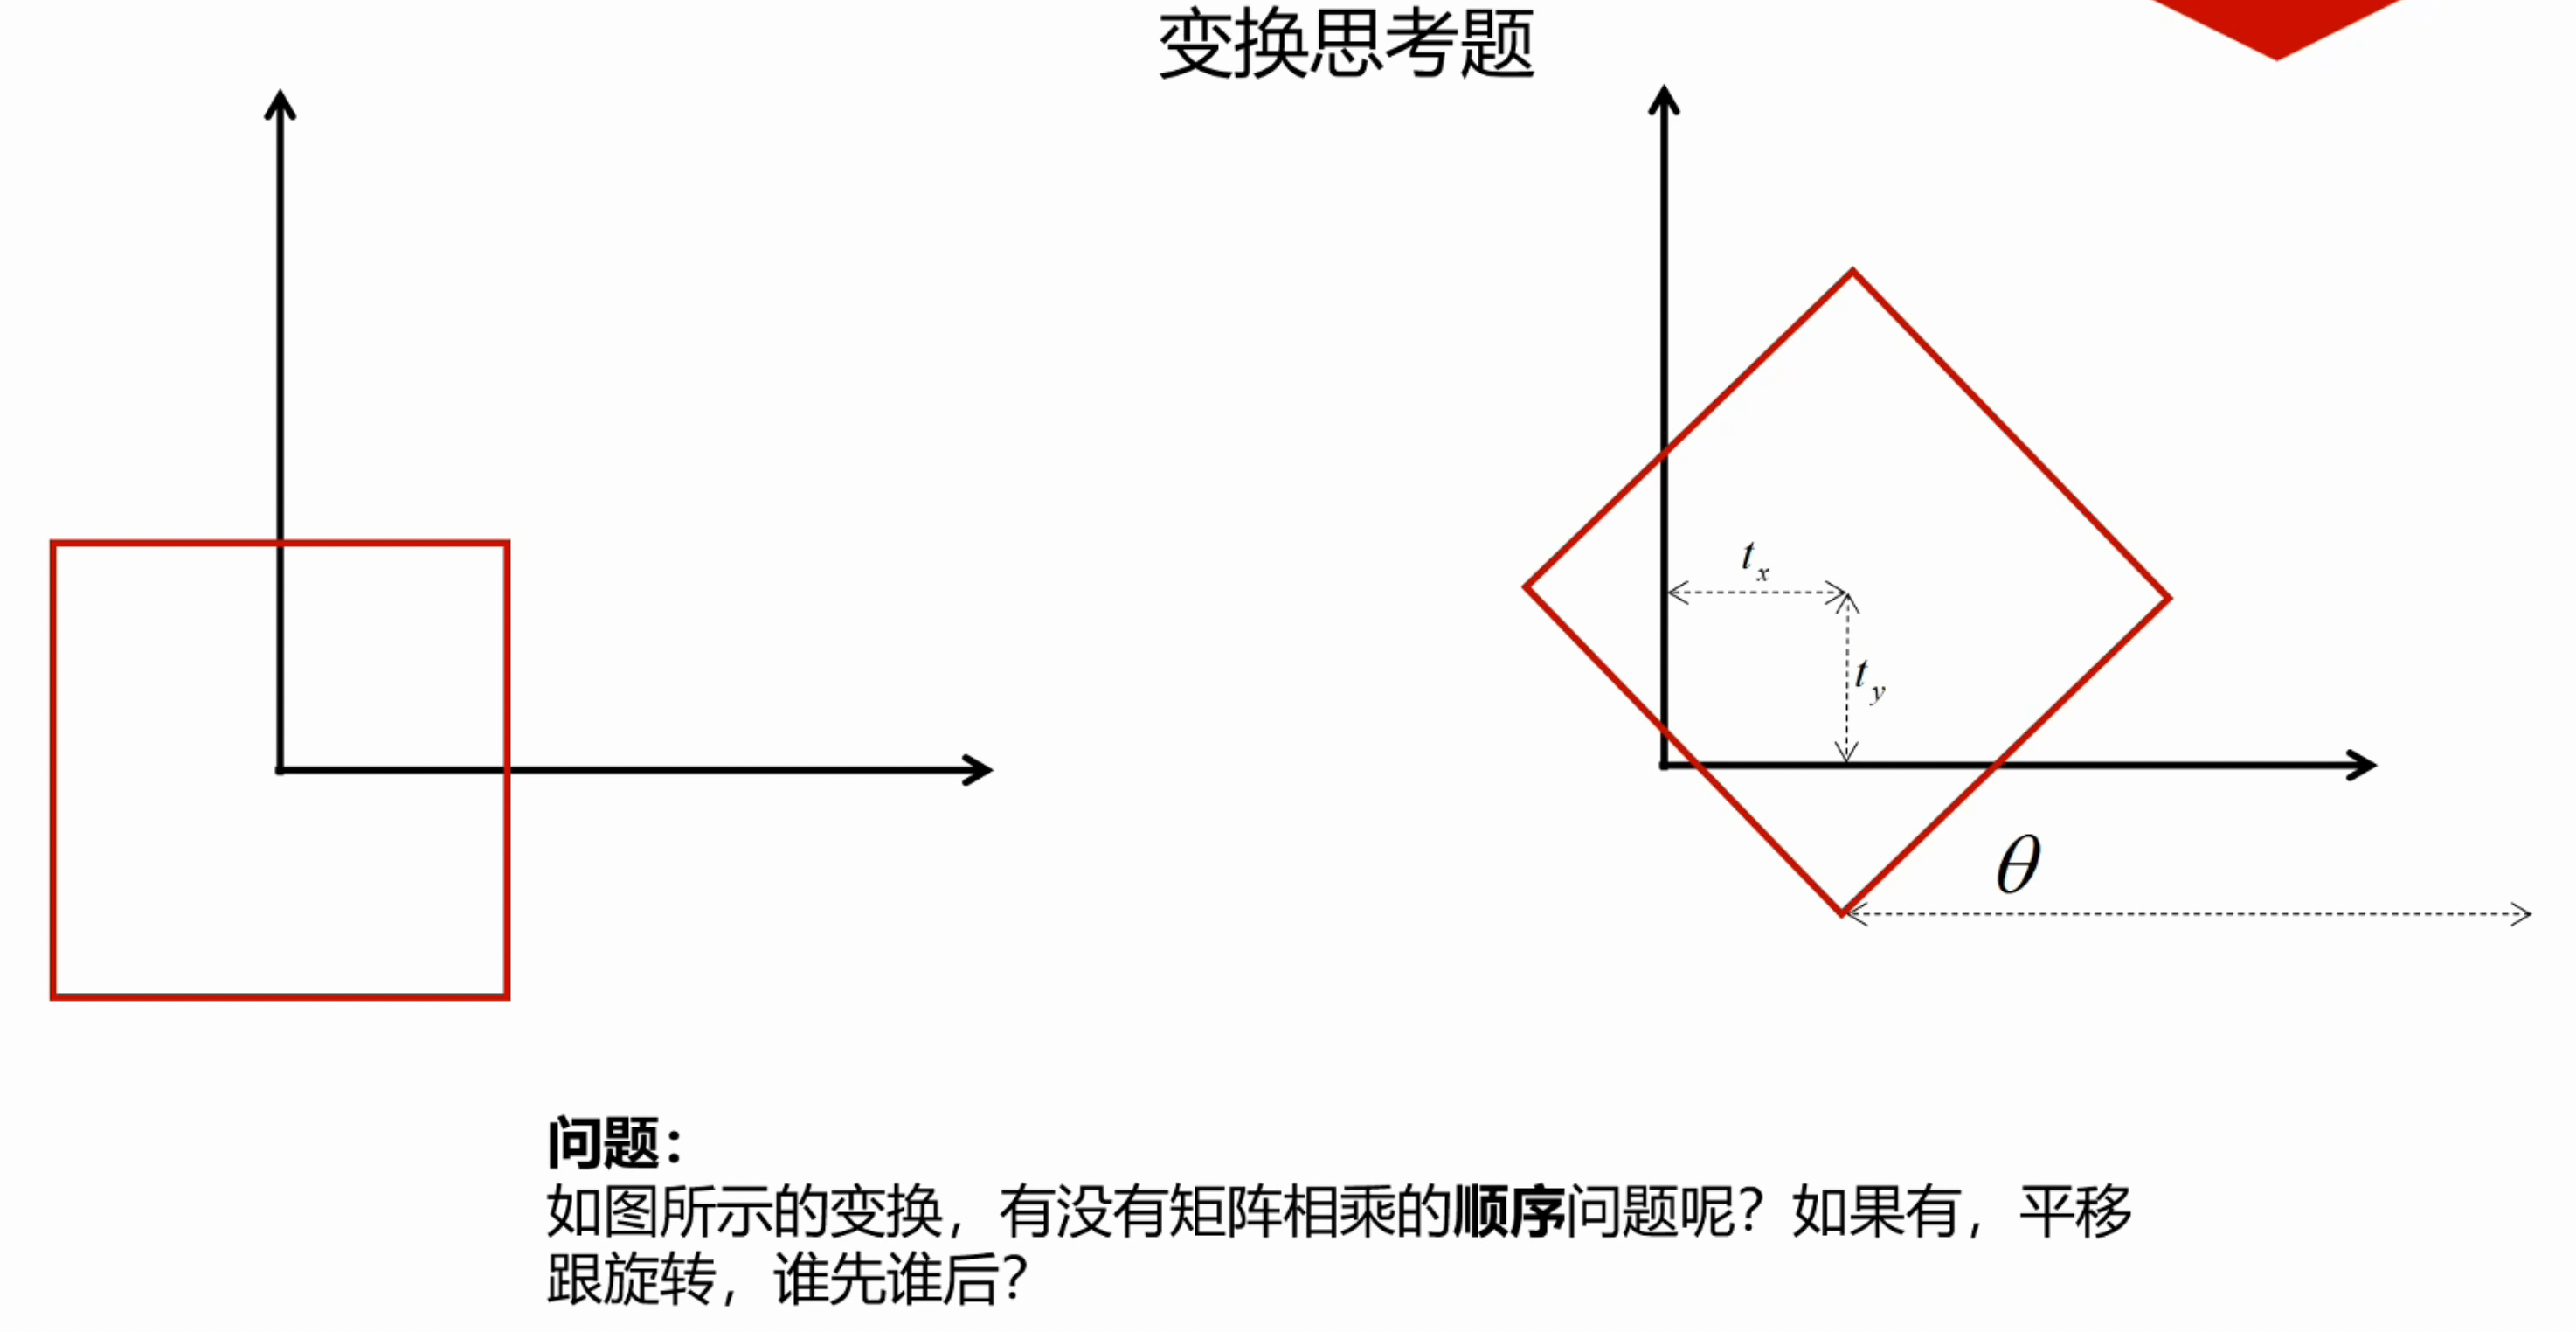 变换思考题
t_x
t_y
θ
问题：
如图所示的变换，有没有矩阵相乘的顺序问题呢？如果有，平移
跟旋转，谁先谁后？